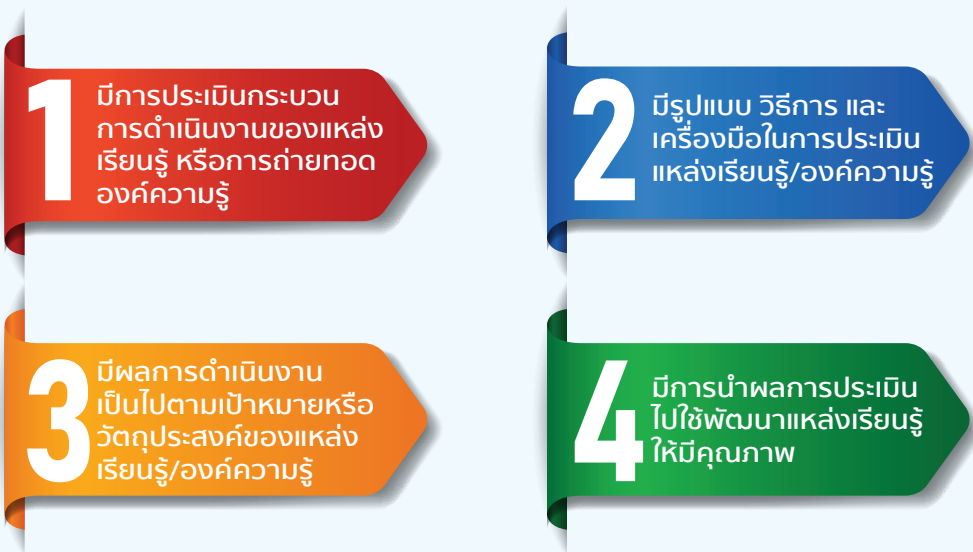 1
มีการประเมินกระบวน
การดำเนินงานของแหล่ง
เรียนรู้ หรือการถ่ายทอด
องค์ความรู้
2
มีรูปแบบ วิธีการ และ
เครื่องมือในการประเมิน
แหล่งเรียนรู้/องค์ความรู้
3
มีผลการดำเนินงาน
เป็นไปตามเป้าหมายหรือ
วัตถุประสงค์ของแหล่ง
เรียนรู้/องค์ความรู้
4
มีการนำผลการประเมิน
ไปใช้พัฒนาแหล่งเรียนรู้
ให้มีคุณภาพ